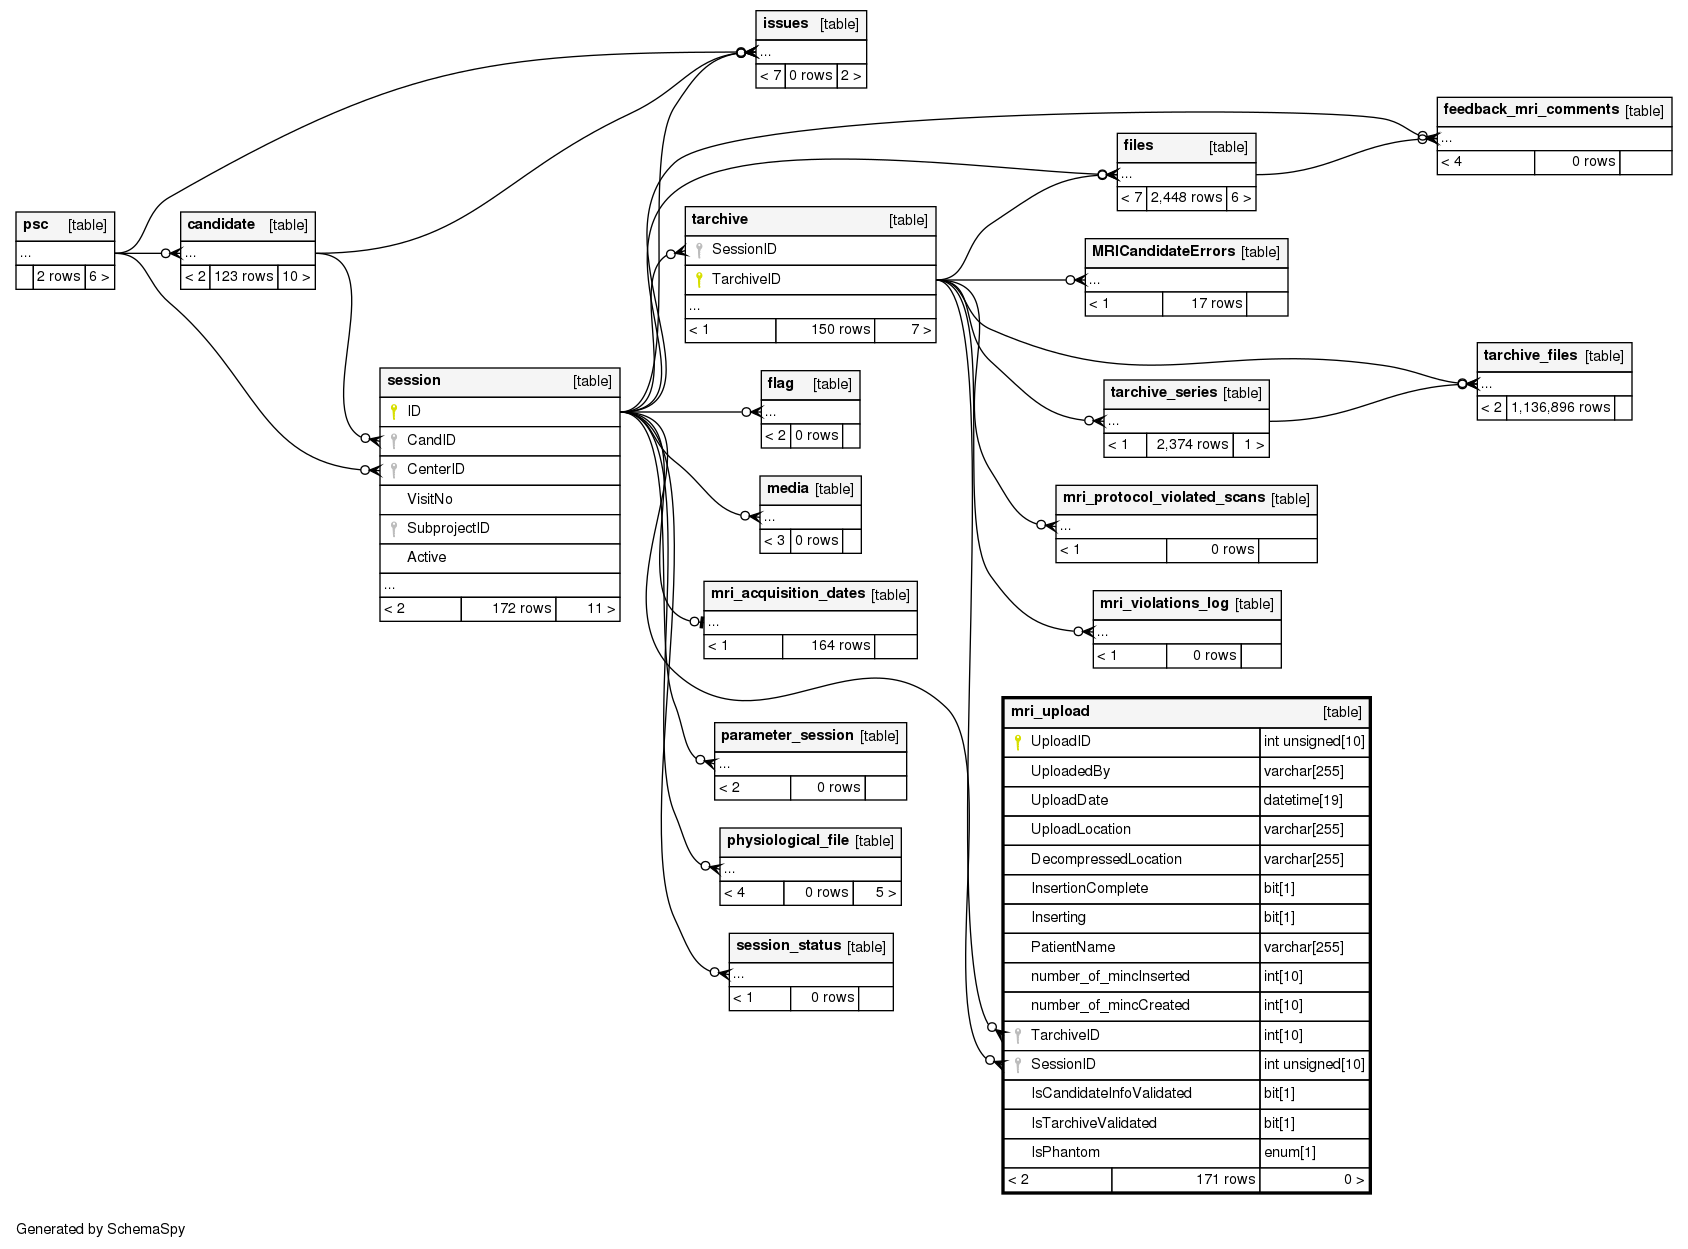 issues [table]
...
< 7 0 rows 2 >
feedback_mri_comments [table]
...
< 4 0 rows
files [table]
...
< 7 2,448 rows 6 >
psc [table]
...
2 rows 6 >
candidate [table]
...
< 2 123 rows 10 >
tarchive [table]
SessionID
TarchiveID
...
< 1 150 rows 7 >
MRICandidateErrors [table]
...
< 1 17 rows
tarchive_files [table]
...
< 2 1,136,896 rows
session [table]
ID
CandID
CenterID
VisitNo
SubprojectID
Active
...
< 2 172 rows 11 >
flag [table]
...
< 2 0 rows
tarchive_series [table]
...
< 1 2,374 rows 1 >
media [table]
...
< 3 0 rows
mri_protocol_violated_scans [table]
...
< 1 0 rows
mri_acquisition_dates [table]
...
< 1 164 rows
mri_violations_log [table]
...
< 1 0 rows
parameter_session [table]
...
< 2 0 rows
physiological_file [table]
...
< 4 0 rows 5 >
session_status [table]
...
< 1 0 rows
mri_upload [table]
UploadID int unsigned[10]
UploadedBy varchar[255]
UploadDate datetime[19]
UploadLocation varchar[255]
DecompressedLocation varchar[255]
InsertionComplete bit[1]
Inserting bit[1]
PatientName varchar[255]
number_of_mincInserted int[10]
number_of_mincCreated int[10]
TarchiveID int[10]
SessionID int unsigned[10]
IsCandidateInfoValidated bit[1]
IsTarchiveValidated bit[1]
IsPhantom enum[1]
< 2 171 rows 0 >
Generated by SchemaSpy